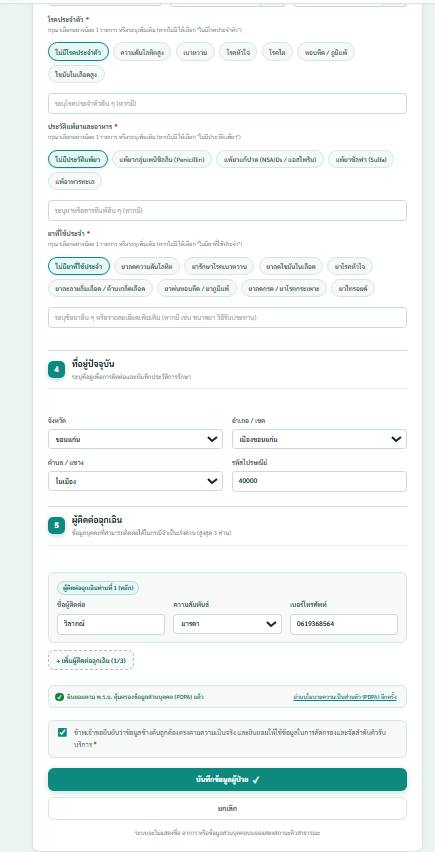 โรคประจำตัว *
กรุณาเลือกอย่างน้อย 1 รายการ หรือระบุเพิ่มเติม (หากไม่มี ให้เลือก "ไม่มีโรคประจำตัว")
ไม่มีโรคประจำตัว ความดันโลหิตสูง เบาหวาน โรคหัวใจ โรคไต หอบหืด / ภูมิแพ้
ไขมันในเลือดสูง
ระบุโรคประจำตัวอื่น ๆ (หากมี)
ประวัติแพ้ยาและอาหาร *
กรุณาเลือกอย่างน้อย 1 รายการ หรือระบุเพิ่มเติม (หากไม่มี ให้เลือก "ไม่มีประวัติแพ้ยา")
ไม่มีประวัติแพ้ยา แพ้ยากลุ่มเพนิซิลลิน (Penicillin) แพ้ยาแก้ปวด (NSAIDs / แอสไพริน) แพ้ยาซัลฟา (Sulfa)
แพ้อาหารทะเล
ระบุยาหรือสารที่แพ้อื่น ๆ (หากมี)
ยาที่ใช้ประจำ *
กรุณาเลือกอย่างน้อย 1 รายการ หรือระบุเพิ่มเติม (หากไม่มี ให้เลือก "ไม่มียาที่ใช้ประจำ")
ไม่มียาที่ใช้ประจำ ยาลดความดันโลหิต ยารักษาโรคเบาหวาน ยาลดไขมันในเลือด ยาโรคหัวใจ
ยาละลายลิ่มเลือด / ต้านเกล็ดเลือด ยาพ่นหอบหืด / ยาภูมิแพ้ ยาลดกรด / ยาโรคกระเพาะ ยาไทรอยด์
ระบุชื่อยาอื่น ๆ หรือรายละเอียดเพิ่มเติม (หากมี เช่น ขนาดยา วิธีรับประทาน)
4 ที่อยู่ปัจจุบัน
ระบุที่อยู่เพื่อการติดต่อและบันทึกประวัติการรักษา
จังหวัด อำเภอ / เขต
ขอนแก่น เมืองขอนแก่น
ตำบล / แขวง รหัสไปรษณีย์
ในเมือง 40000
5 ผู้ติดต่อฉุกเฉิน
ข้อมูลบุคคลที่สามารถติดต่อได้ในกรณีจำเป็นเร่งด่วน (สูงสุด 3 ท่าน)
ผู้ติดต่อฉุกเฉินท่านที่ 1 (หลัก)
ชื่อผู้ติดต่อ ความสัมพันธ์ เบอร์โทรศัพท์
วิลาภณ์ มารดา 0619368564
+ เพิ่มผู้ติดต่อฉุกเฉิน (1/3)
ยินยอมตาม พ.ร.บ. คุ้มครองข้อมูลส่วนบุคคล (PDPA) แล้ว อ่านนโยบายความเป็นส่วนตัว (PDPA) อีกครั้ง
ข้าพเจ้าขอยืนยันว่าข้อมูลข้างต้นถูกต้องตรงตามความเป็นจริง และยินยอมให้ใช้ข้อมูลในการคัดกรองและจัดลำดับคิวรับ
บริการ *
บันทึกข้อมูลผู้ป่วย ✓
ยกเลิก
ระบบจะไม่แสดงชื่อ อาการ หรือข้อมูลส่วนบุคคลบนจอแสดงสถานะคิวสาธารณะ